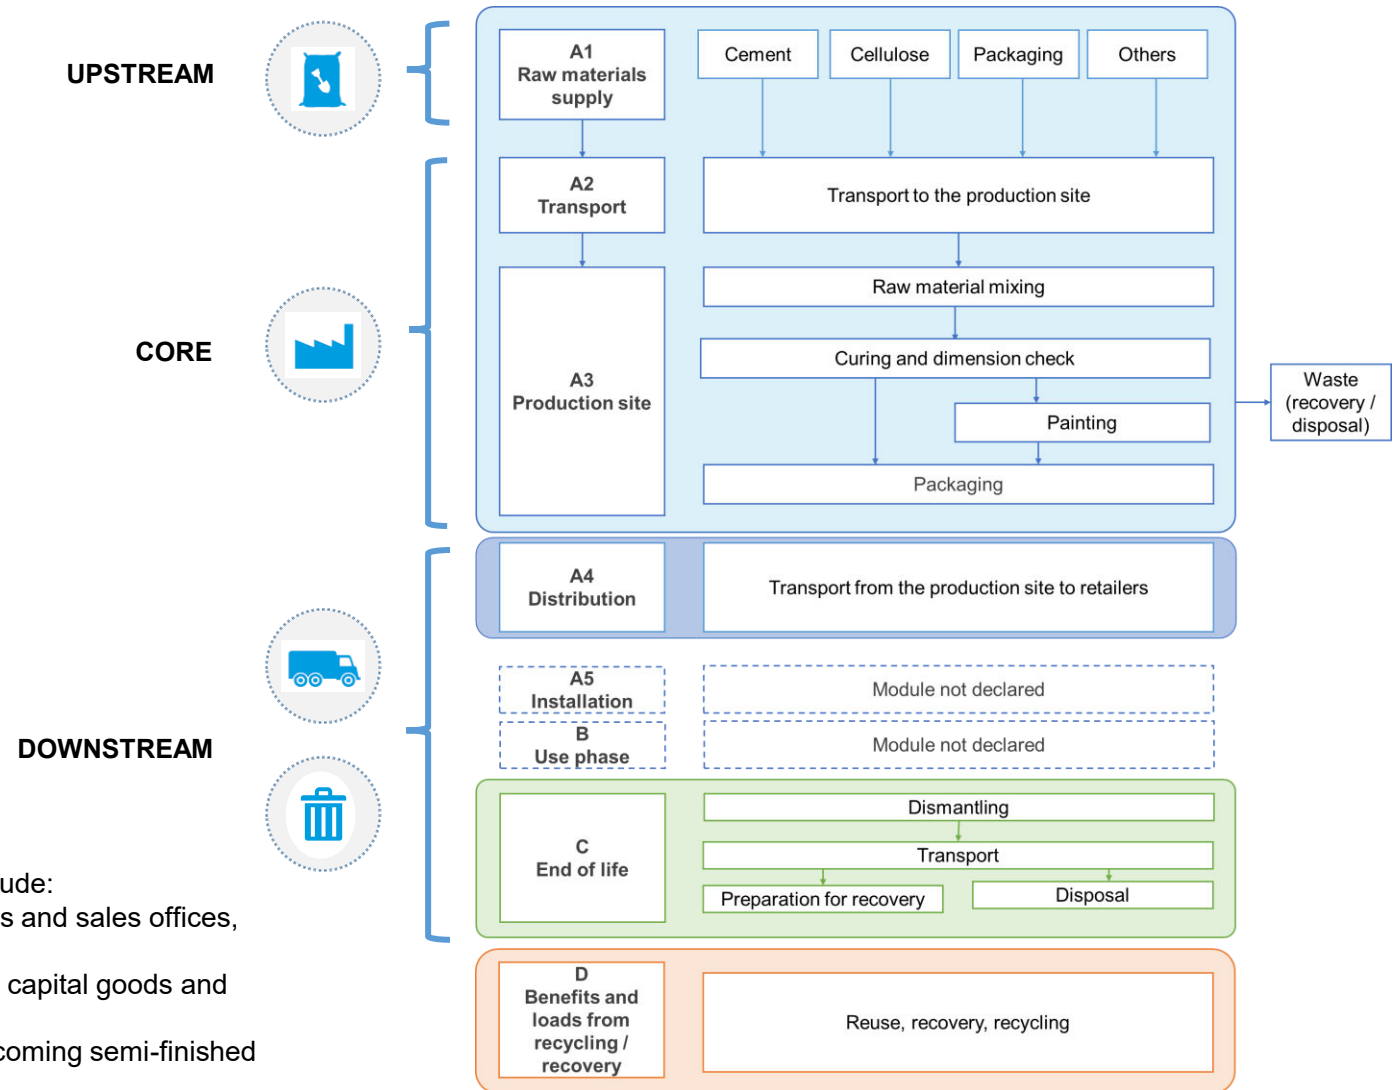 UPSTREAM
A1
Raw materials
supply
Cement
Cellulose
Packaging
Others
A2
Transport
Transport to the production site
CORE
A3
Production site
Raw material mixing
Curing and dimension check
Painting
Packaging
Waste
(recovery /
disposal)
A4
Distribution
Transport from the production site to retailers
A5
Installation
Module not declared
DOWNSTREAM
B
Use phase
Module not declared
C
End of life
Dismantling
Transport
Preparation for recovery
Disposal
ude:
s and sales offices,
capital goods and
coming semi-finished
D
Benefits and
loads from
recycling /
recovery
Reuse, recovery, recycling